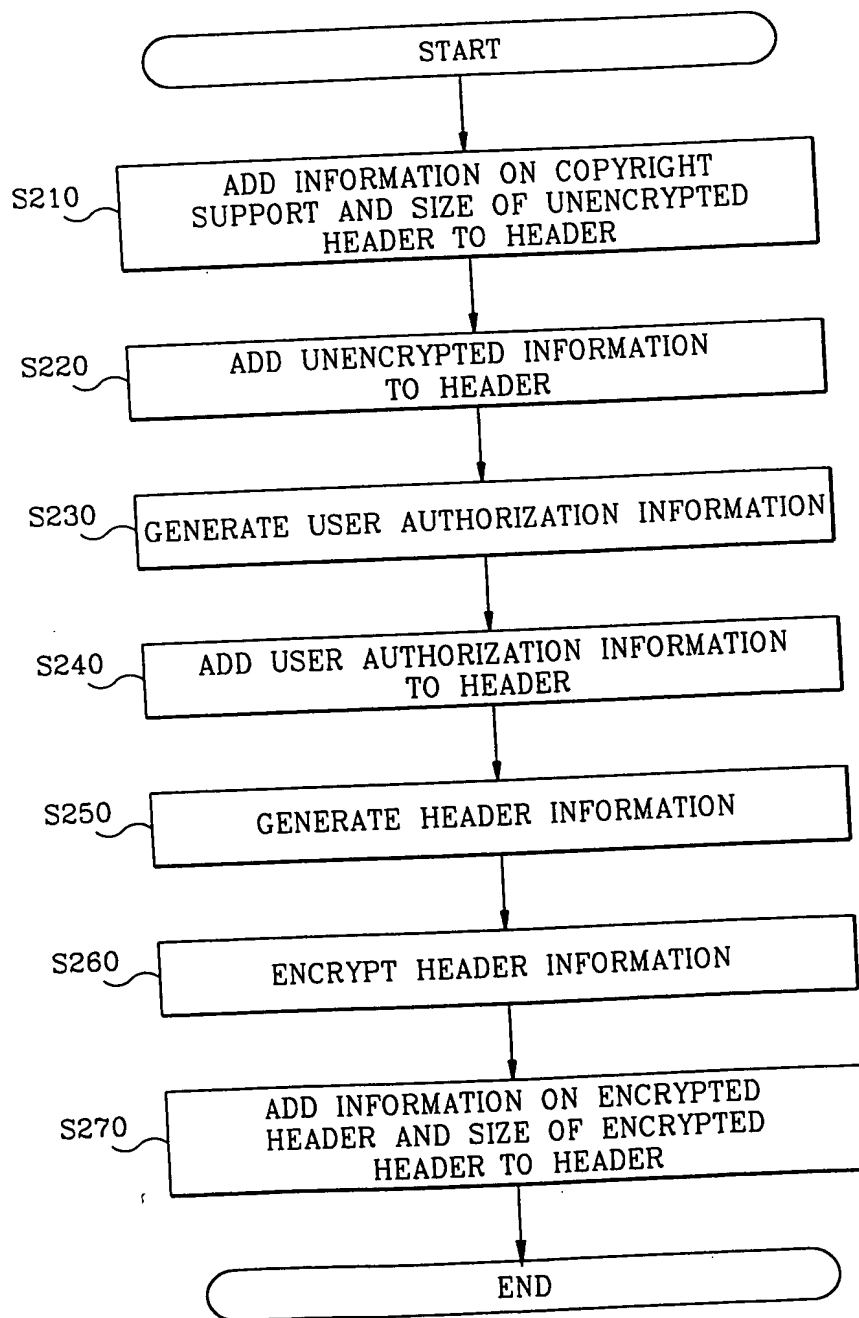 START
S210
ADD INFORMATION ON COPYRIGHT
SUPPORT AND SIZE OF UNENCRYPTED
HEADER TO HEADER
S220
ADD UNENCRYPTED INFORMATION
TO HEADER
S230
GENERATE USER AUTHORIZATION INFORMATION
S240
ADD USER AUTHORIZATION INFORMATION
TO HEADER
S250
GENERATE HEADER INFORMATION
S260
ENCRYPT HEADER INFORMATION
S270
ADD INFORMATION ON ENCRYPTED
HEADER AND SIZE OF ENCRYPTED
HEADER TO HEADER
END